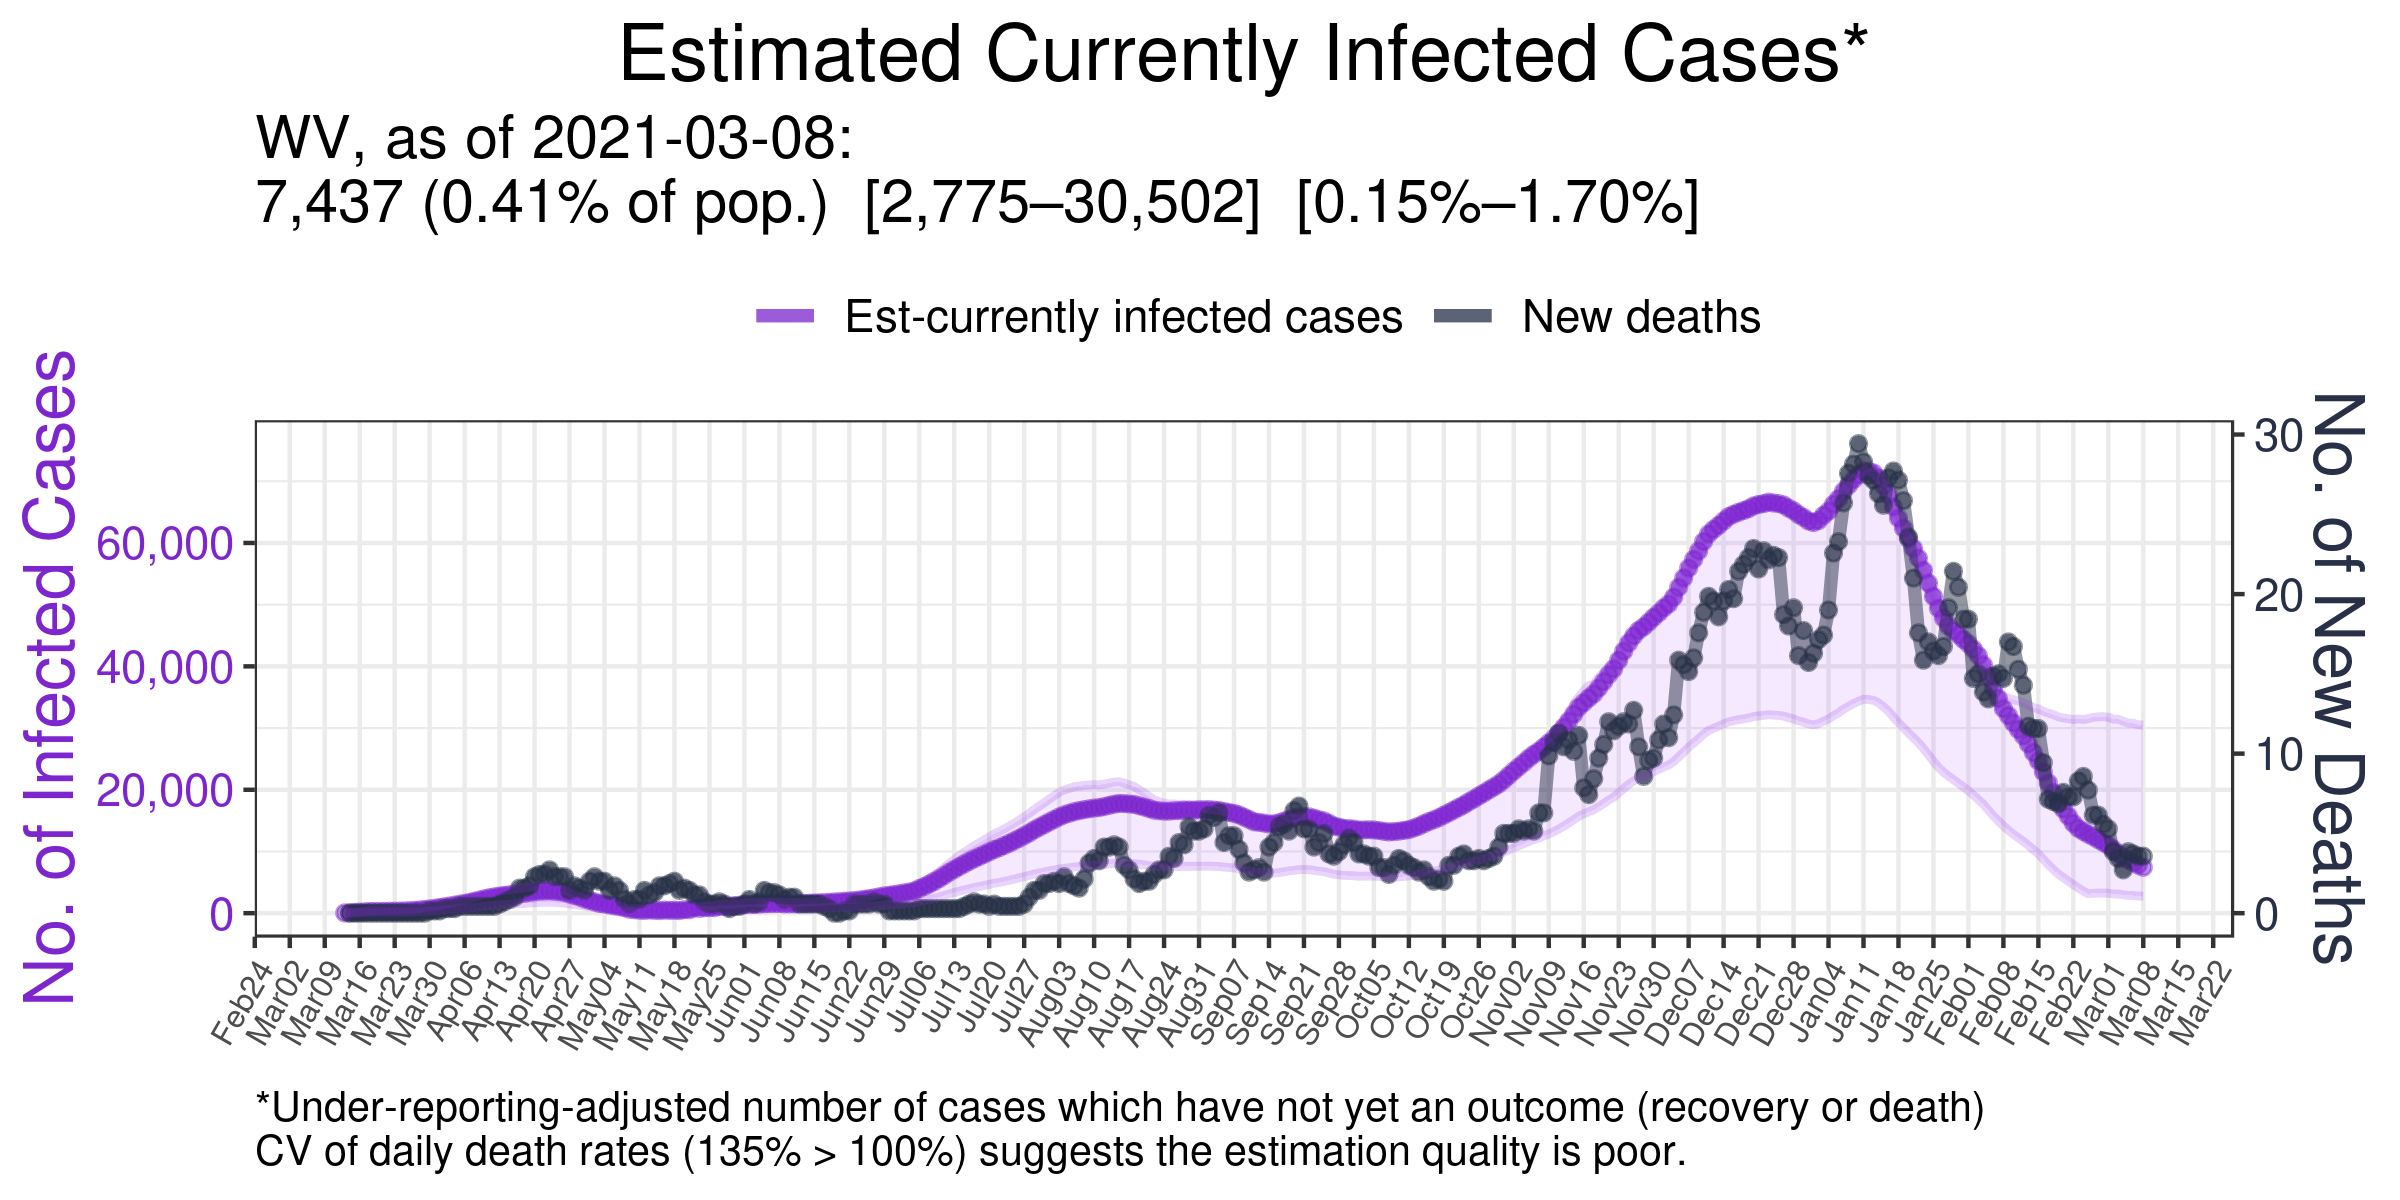 Estimated Currently Infected Cases*
WV, as of 2021-03-08:
7,437 (0.41% of pop.)  [2,775–30,502]  [0.15%–1.70%]
Est-currently infected cases
New deaths
No. of Infected Cases
60,000
40,000
20,000
0
30
20
10
0
No. of New Deaths
Feb24
Mar02
Mar09
Mar16
Mar23
Mar30
Apr06
Apr13
Apr20
Apr27
May04
May11
May18
May25
Jun01
Jun08
Jun15
Jun22
Jun29
Jul06
Jul13
Jul20
Jul27
Aug03
Aug10
Aug17
Aug24
Aug31
Sep07
Sep14
Sep21
Sep28
Oct05
Oct12
Oct19
Oct26
Nov02
Nov09
Nov16
Nov23
Nov30
Dec07
Dec14
Dec21
Dec28
Jan04
Jan11
Jan18
Jan25
Feb01
Feb08
Feb15
Feb22
Mar01
Mar08
Mar15
Mar22
*Under-reporting-adjusted number of cases which have not yet an outcome (recovery or death)
CV of daily death rates (135% > 100%) suggests the estimation quality is poor.